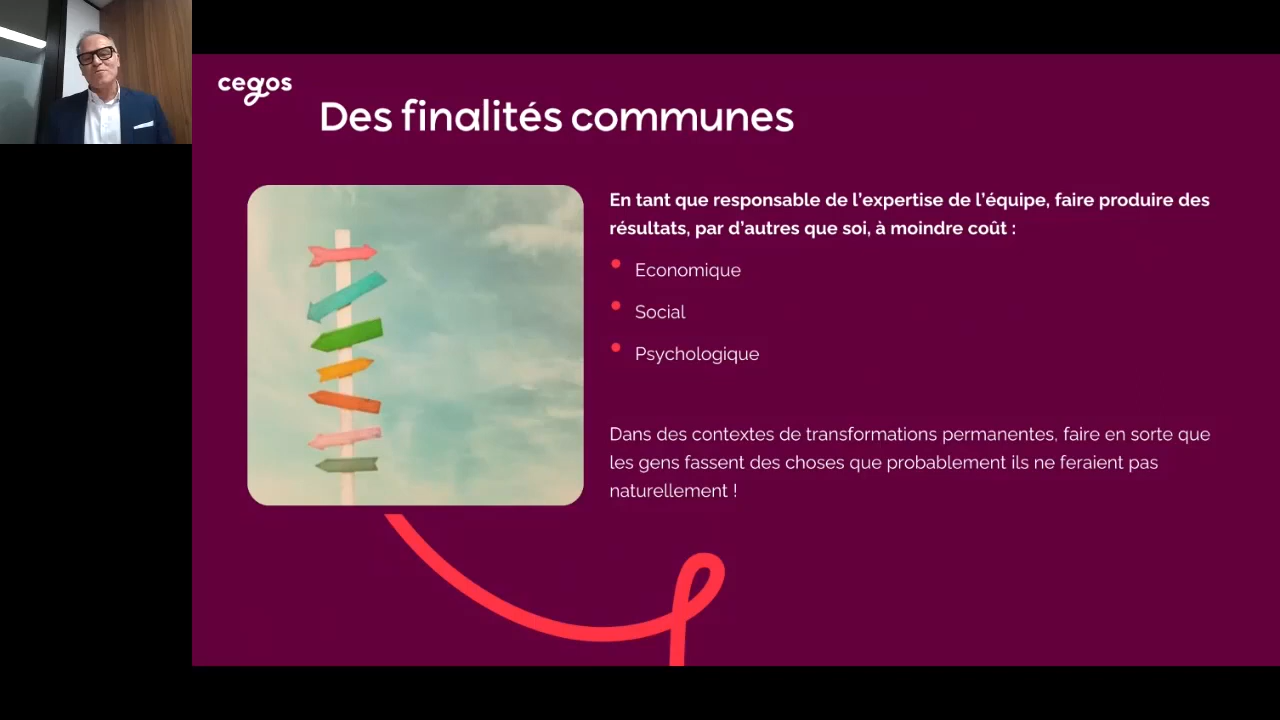 cegos
Des finalités communes
En tant que responsable de l’expertise de l’équipe, faire produire des
résultats, par d’autres que soi, à moindre coût :
Economique
Social
Psychologique
Dans des contextes de transformations permanentes, faire en sorte que
les gens fassent des choses que probablement ils ne feraient pas
naturellement !